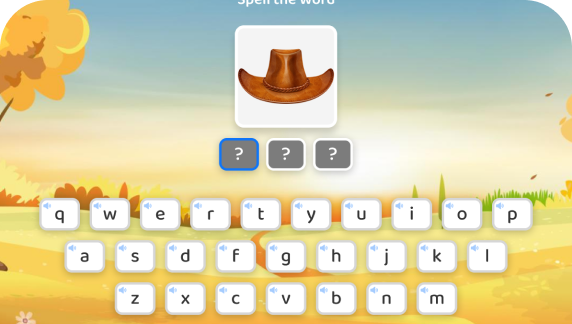 Spell the word
? ? ?
q w e r t y u i o p
a s d f g h j k l
z x c v b n m